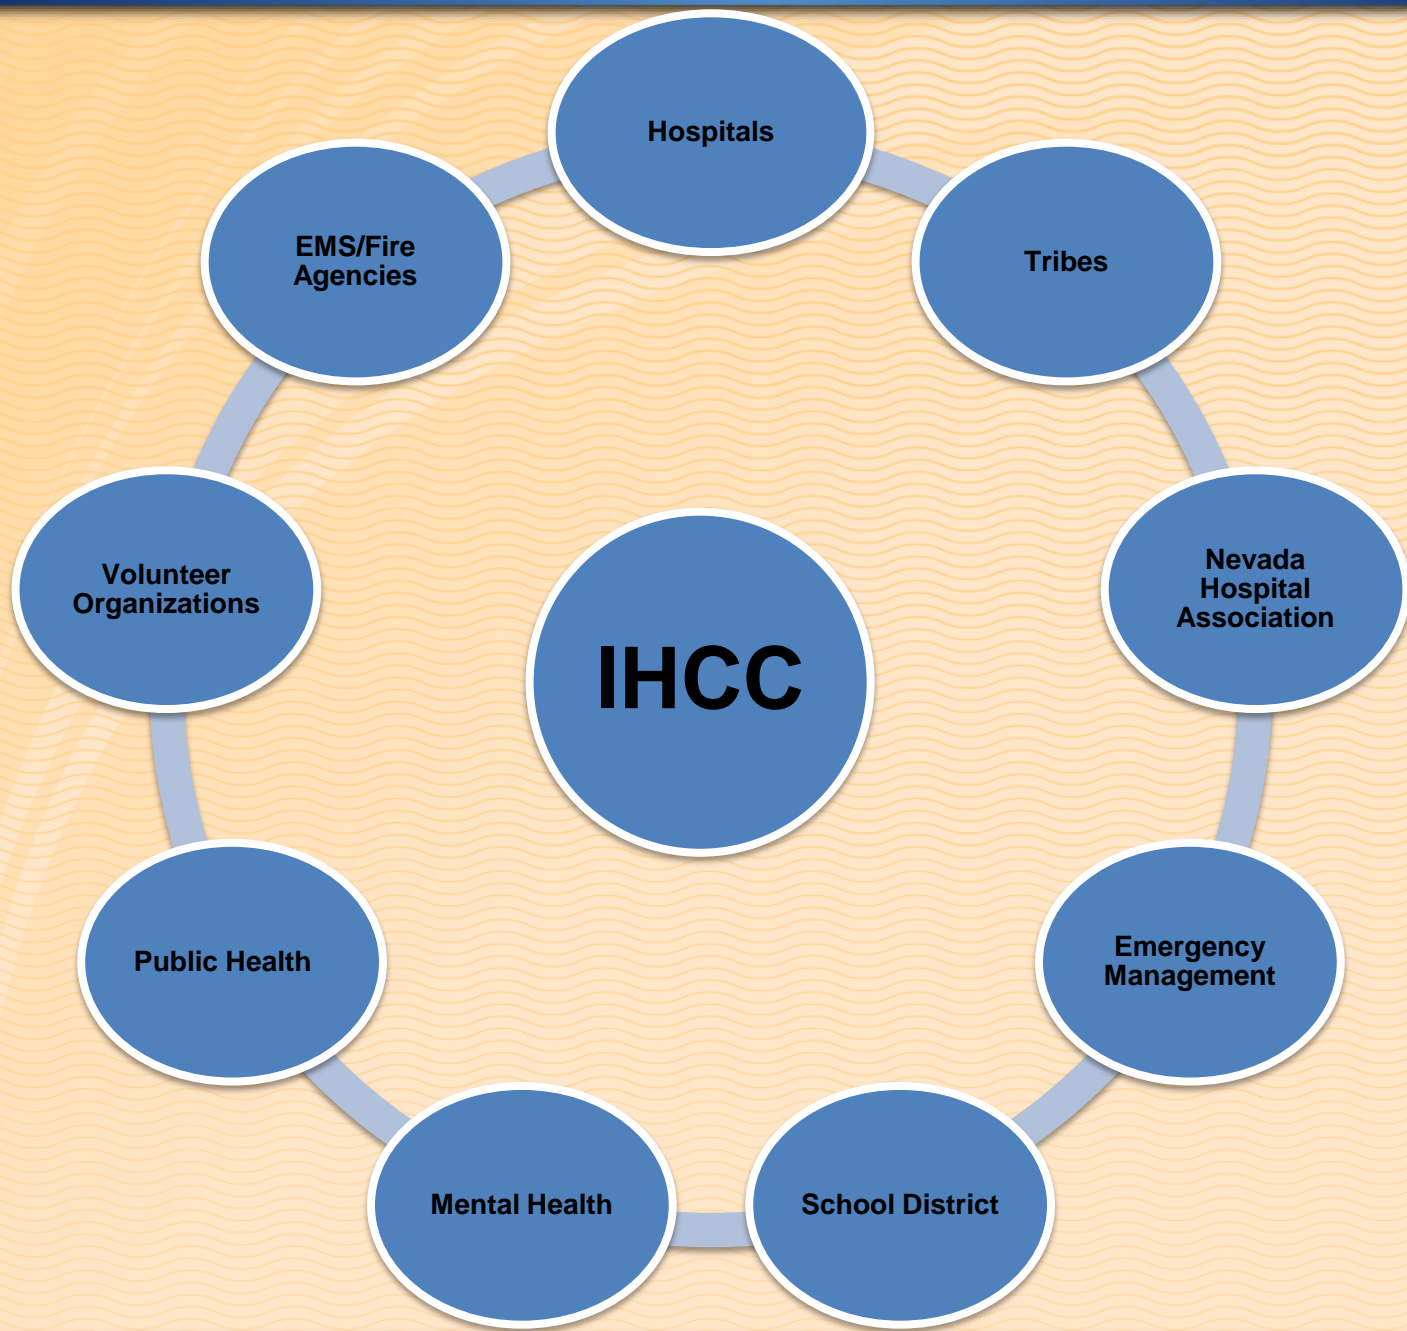 Hospitals
EMS/Fire
Agencies
Tribes
Volunteer
Organizations
Nevada
Hospital
Association
IHCC
Public Health
Emergency
Management
Mental Health
School District